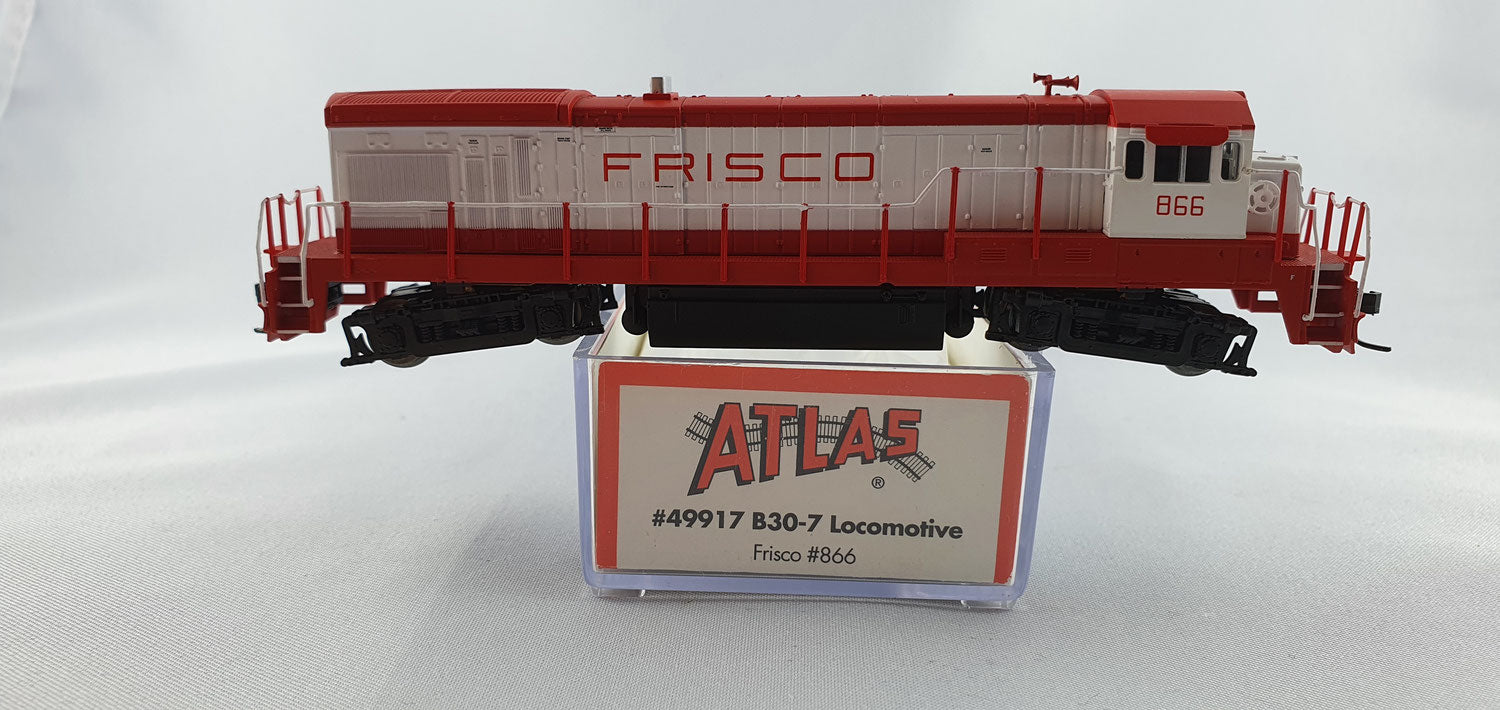 FRISCO
866
F
ATLAS
®
#49917 B30-7 Locomotive
Frisco #866